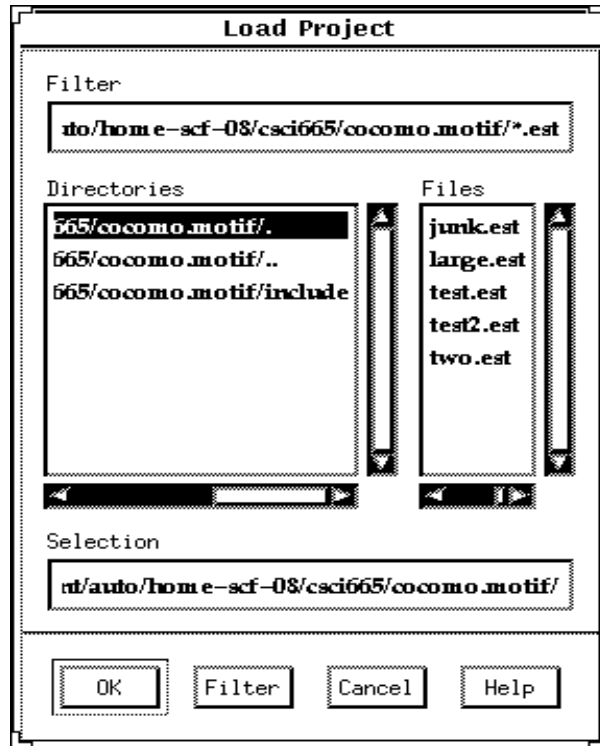 Load Project
Filter
nto/home-scf-08/csci665/cocomo.motif/*.est
Directories
Files
665/cocomo.motif/.
665/cocomo.motif/..
665/cocomo.motif/include
junk.est
large.est
test.est
test2.est
two.est
Selection
nt/auto/home-scf-08/csci665/cocomo.motif/
OK
Filter
Cancel
Help